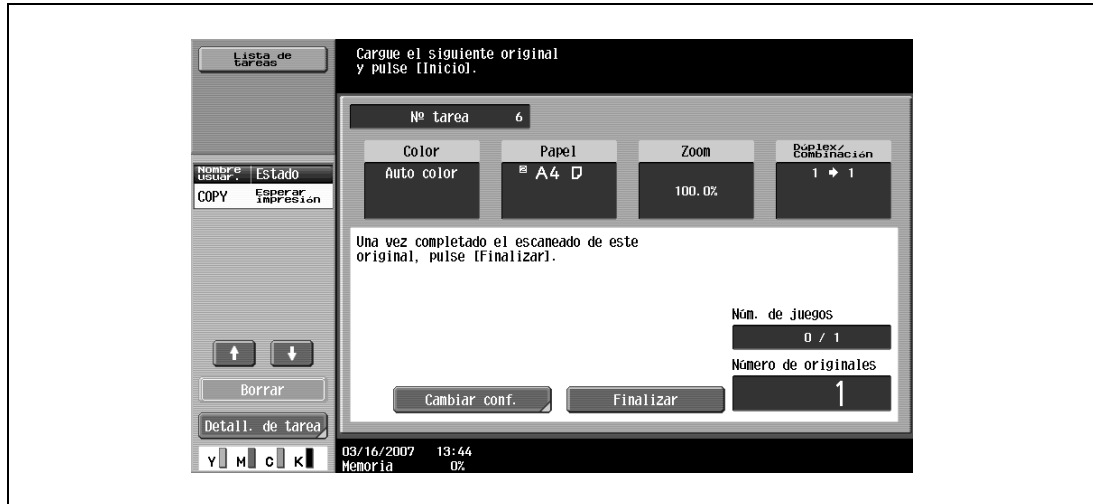 Lista de
tareas
Cargue el siguiente original
y pulse [Inicio].
Nº tarea 6
Color Papel Zoom Dúplex/
Combinación
Auto color A4 100.0% 1 → 1
Nombre
usuar. Estado
COPY Esperar
impresión
Una vez completado el escaneado de este
original, pulse [Finalizar].
Núm. de juegos
0 / 1
Número de originales
1
Borrar
Cambiar conf. Finalizar
Detall. de tarea
Y M C K
03/16/2007 13:44
Memoria 0%